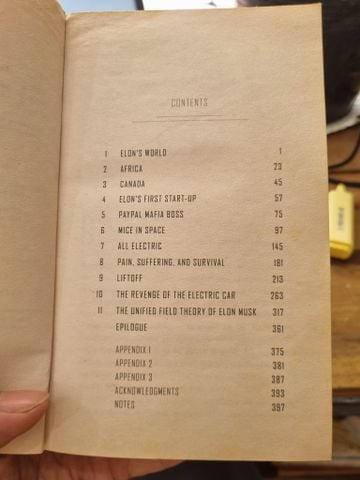 CONTENTS
1 ELON'S WORLD 1
2 AFRICA 23
3 CANADA 45
4 ELON'S FIRST START-UP 57
5 PAYPAL MAFIA BOSS 75
6 MICE IN SPACE 97
7 ALL ELECTRIC 145
8 PAIN, SUFFERING, AND SURVIVAL 181
9 LIFTOFF 213
10 THE REVENGE OF THE ELECTRIC CAR 263
11 THE UNIFIED FIELD THEORY OF ELON MUSK 317
EPILOGUE 361
APPENDIX 1 375
APPENDIX 2 381
APPENDIX 3 387
ACKNOWLEDGMENTS 393
NOTES 397